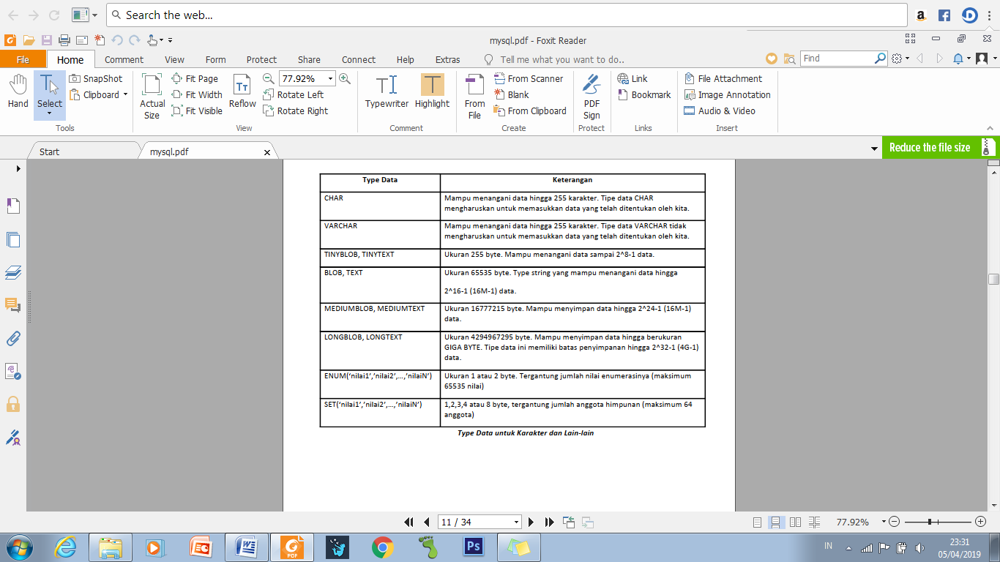 Search the web...
mysql.pdf - Foxit Reader
File Home Comment View Form Protect Share Connect Help Extras Tell me what you want to do.. Find
Hand
Select
SnapShot
Clipboard
Tools
Actual Size
Fit Page
Fit Width
Fit Visible
Reflow
77.92%
Rotate Left
Rotate Right
View
Typewriter
Highlight
Comment
From File
From Scanner
Blank
From Clipboard
Create
PDF Sign
Protect
Link
Bookmark
Links
File Attachment
Image Annotation
Audio & Video
Insert
Start
mysql.pdf
Reduce the file size
Type Data Keterangan
CHAR Mampu menangani data hingga 255 karakter. Tipe data CHAR
mengharuskan untuk memasukkan data yang telah ditentukan oleh kita.
VARCHAR Mampu menangani data hingga 255 karakter. Tipe data VARCHAR tidak
mengharuskan untuk memasukkan data yang telah ditentukan oleh kita.
TINYBLOB, TINYTEXT Ukuran 255 byte. Mampu menangani data sampai 2^8-1 data.
BLOB, TEXT Ukuran 65535 byte. Type string yang mampu menangani data hingga
2^16-1 (16M-1) data.
MEDIUMBLOB, MEDIUMTEXT Ukuran 16777215 byte. Mampu menyimpan data hingga 2^24-1 (16M-1)
data.
LONGBLOB, LONGTEXT Ukuran 4294967295 byte. Mampu menyimpan data hingga berukuran
GIGA BYTE. Tipe data ini memiliki batas penyimpanan hingga 2^32-1 (4G-1)
data.
ENUM(‘nilai1’,’nilai2’,…,’nilaiN’) Ukuran 1 atau 2 byte. Tergantung jumlah nilai enumerasinya (maksimum
65535 nilai)
SET(‘nilai1’,’nilai2’,…,’nilaiN’) 1,2,3,4 atau 8 byte, tergantung jumlah anggota himpunan (maksimum 64
anggota)
Type Data untuk Karakter dan Lain-lain
11 / 34
77.92%
PDF
Ps
IN
23:31
05/04/2019